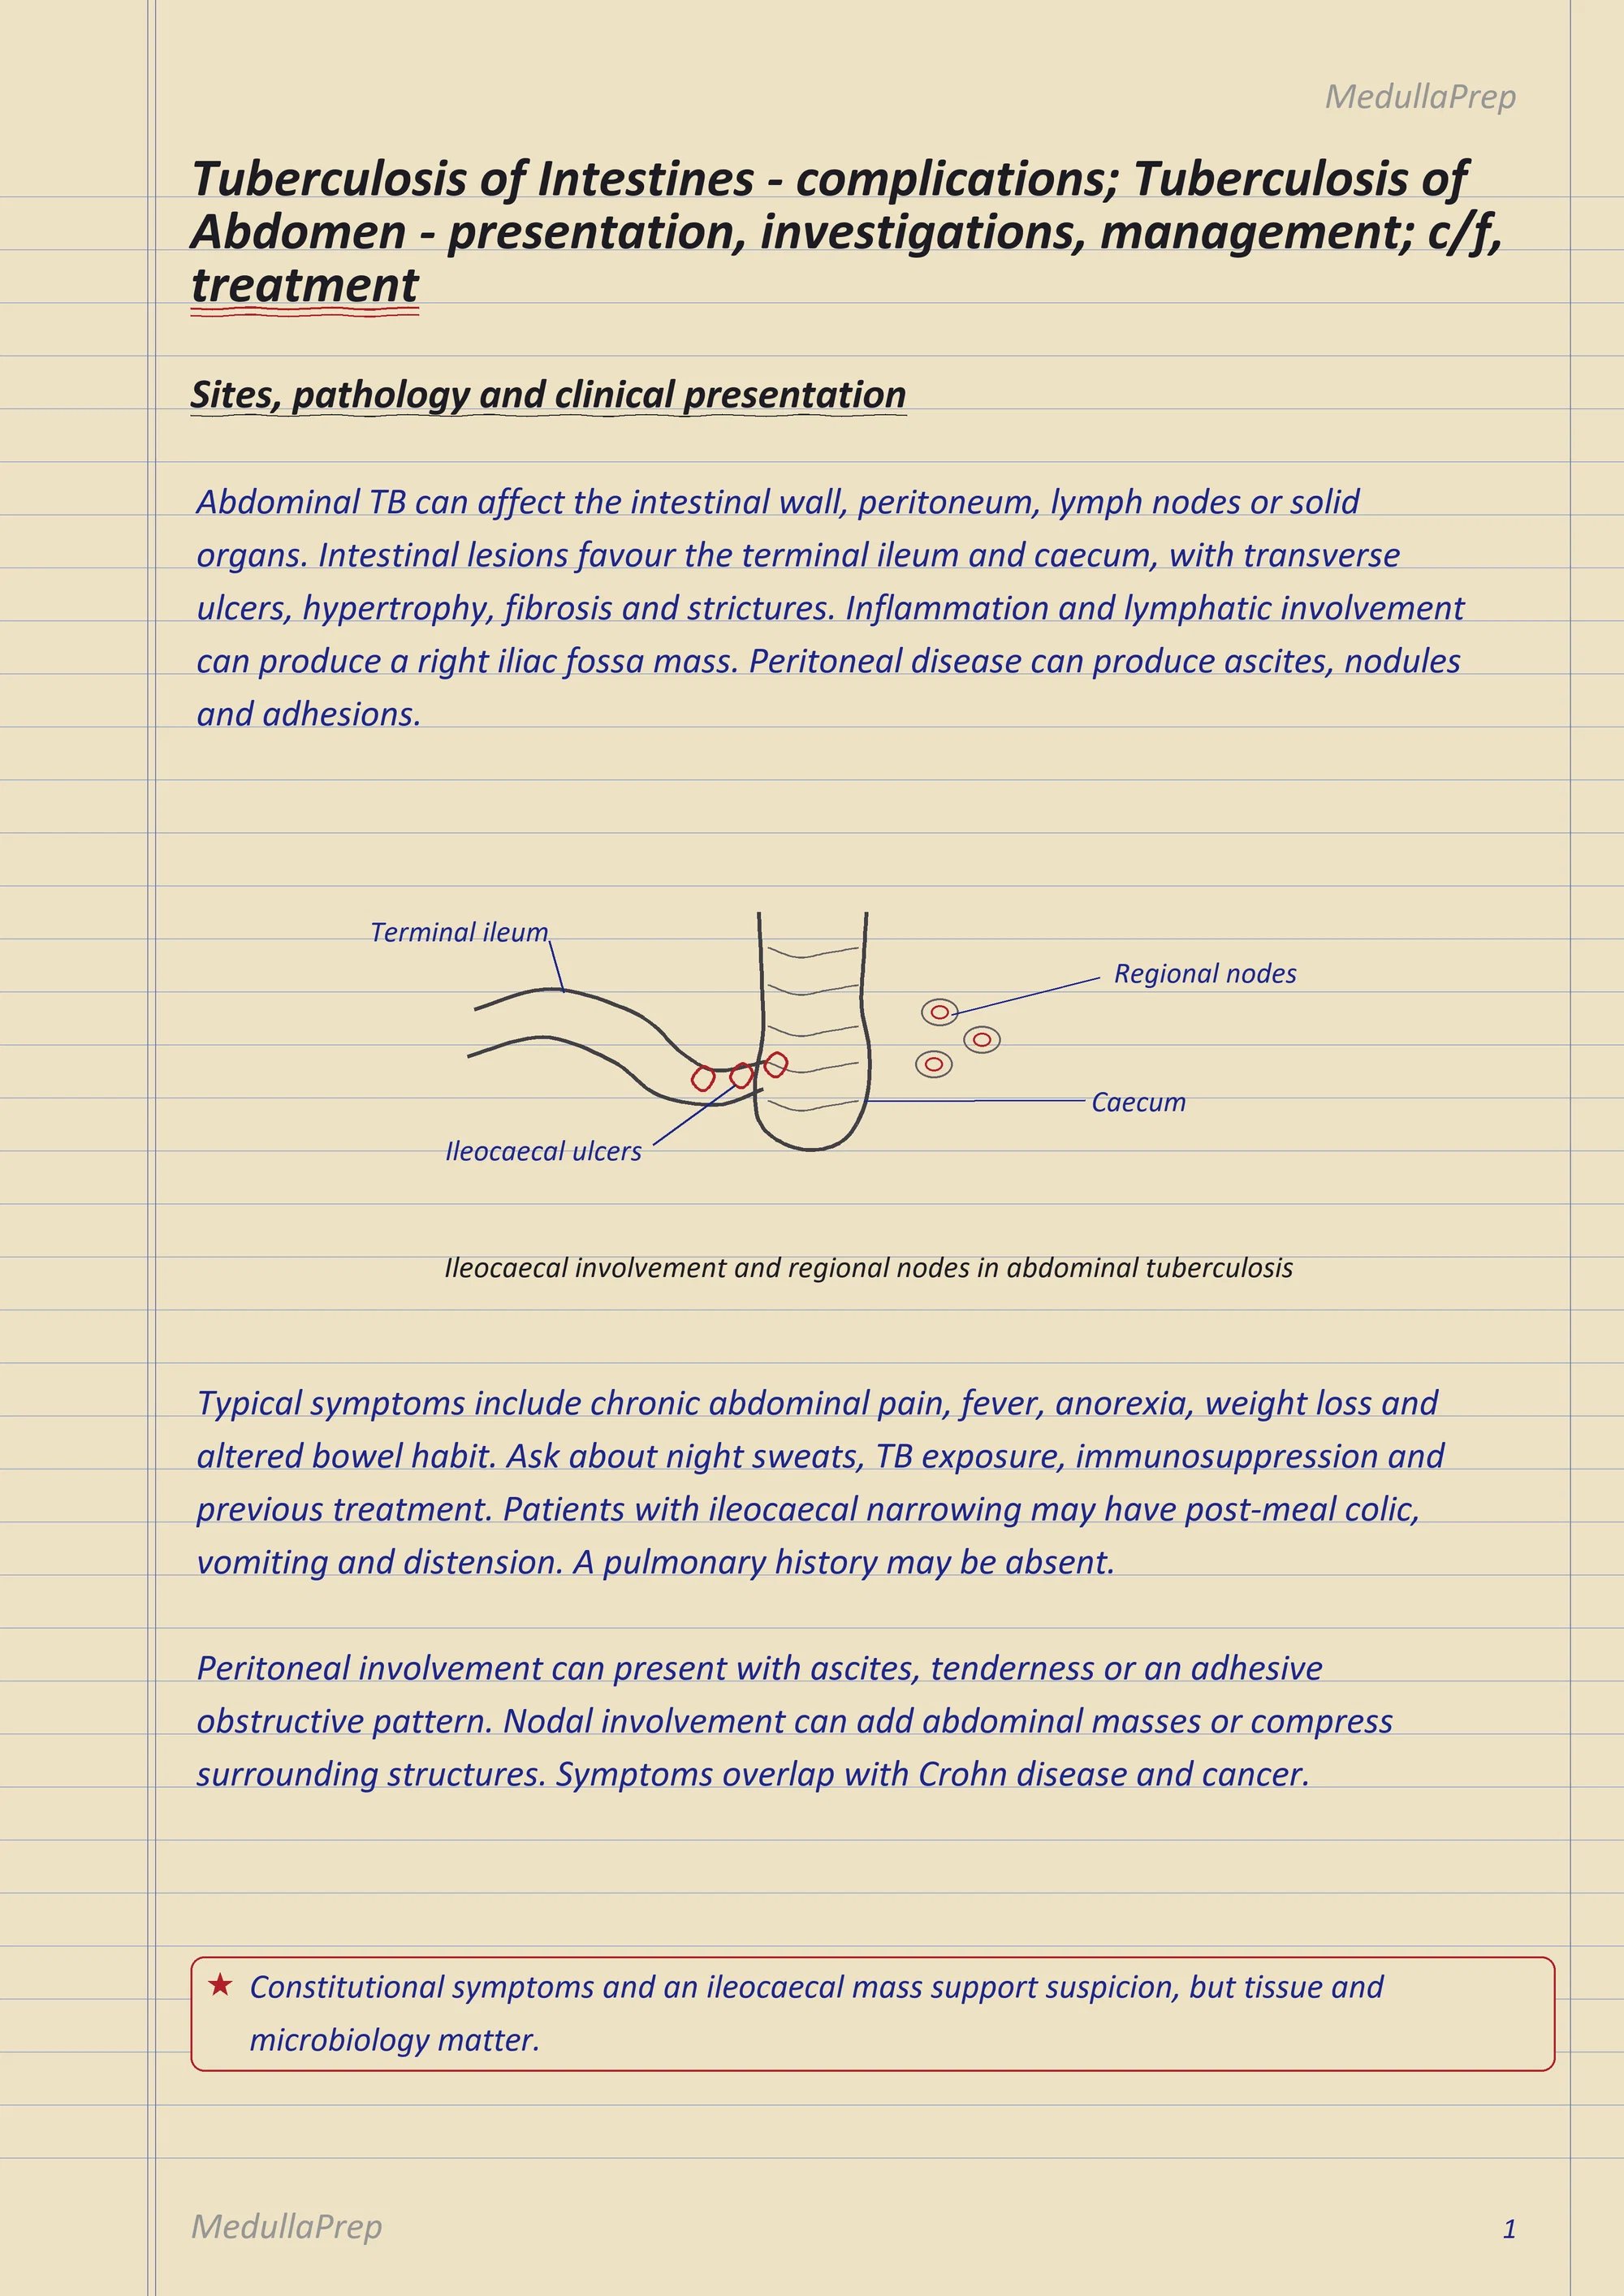 MedullaPrep
Tuberculosis of Intestines - complications; Tuberculosis of
Abdomen - presentation, investigations, management; c/f,
treatment
Sites, pathology and clinical presentation
Abdominal TB can affect the intestinal wall, peritoneum, lymph nodes or solid
organs. Intestinal lesions favour the terminal ileum and caecum, with transverse
ulcers, hypertrophy, fibrosis and strictures. Inflammation and lymphatic involvement
can produce a right iliac fossa mass. Peritoneal disease can produce ascites, nodules
and adhesions.
Terminal ileum
Regional nodes
Caecum
Ileocaecal ulcers
Ileocaecal involvement and regional nodes in abdominal tuberculosis
Typical symptoms include chronic abdominal pain, fever, anorexia, weight loss and
altered bowel habit. Ask about night sweats, TB exposure, immunosuppression and
previous treatment. Patients with ileocaecal narrowing may have post-meal colic,
vomiting and distension. A pulmonary history may be absent.
Peritoneal involvement can present with ascites, tenderness or an adhesive
obstructive pattern. Nodal involvement can add abdominal masses or compress
surrounding structures. Symptoms overlap with Crohn disease and cancer.
★ Constitutional symptoms and an ileocaecal mass support suspicion, but tissue and
microbiology matter.
MedullaPrep
1